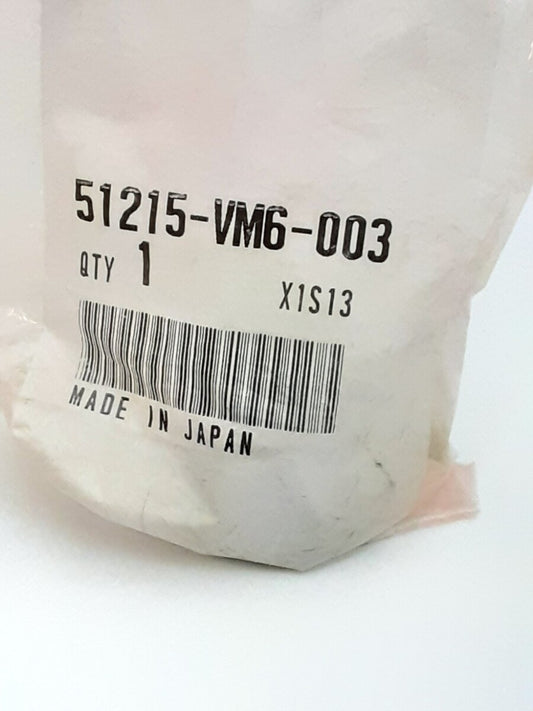 51215-VM6-003
QTY 1
X1S13
MADE IN JAPAN